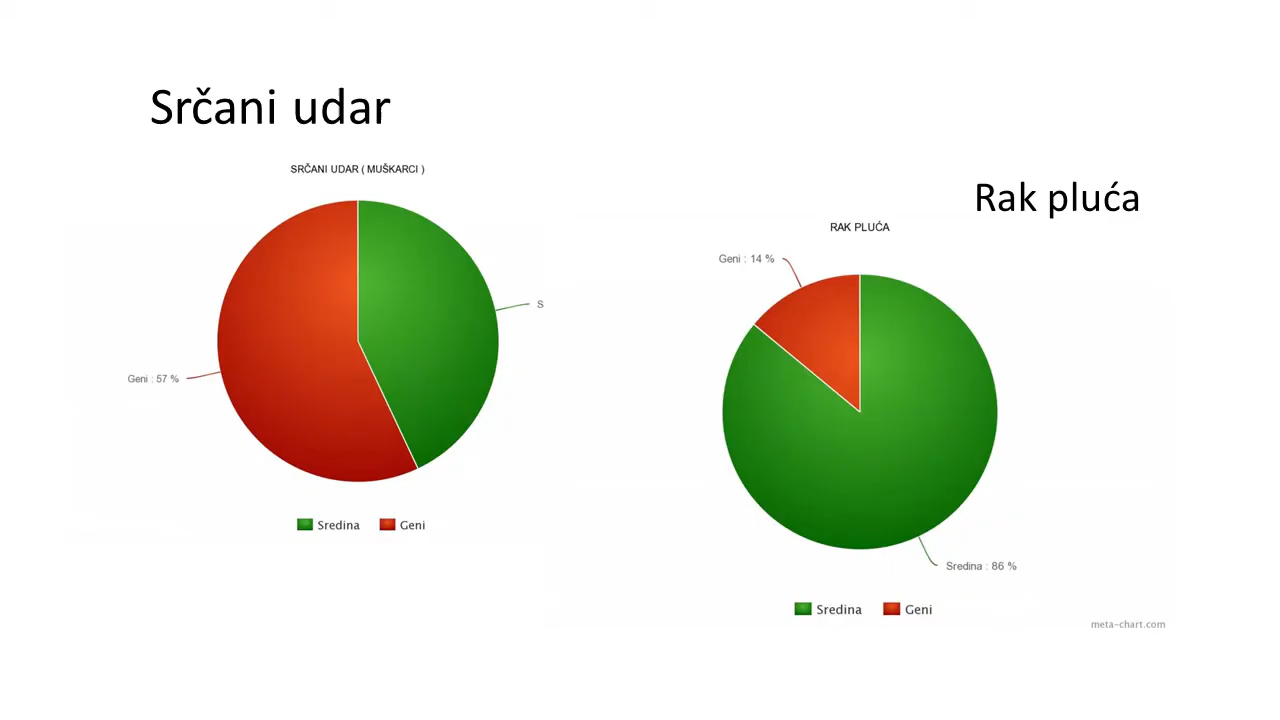 Srčani udar
SRČANI UDAR ( MUŠKARCI )
S
Geni : 57 %
Sredina Geni
Rak pluća
RAK PLUĆA
Geni : 14 %
Sredina : 86 %
Sredina Geni
meta-chart.com